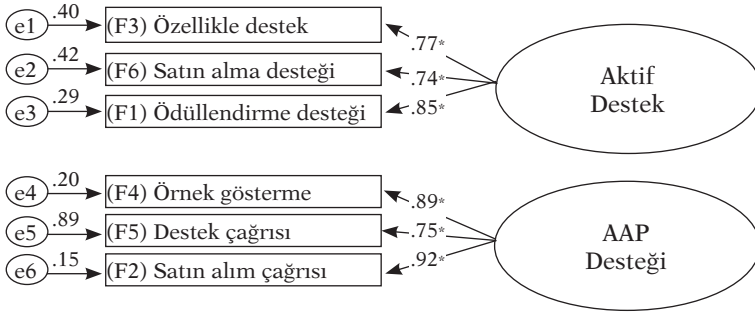 e1 .40 (F3) Özellikle destek .77*
e2 .42 (F6) Satın alma desteği .74*
e3 .29 (F1) Ödüllendirme desteği .85*
Aktif
Destek
e4 .20 (F4) Örnek gösterme .89*
e5 .89 (F5) Destek çağrısı .75*
e6 .15 (F2) Satın alım çağrısı .92*
AAP
Desteği